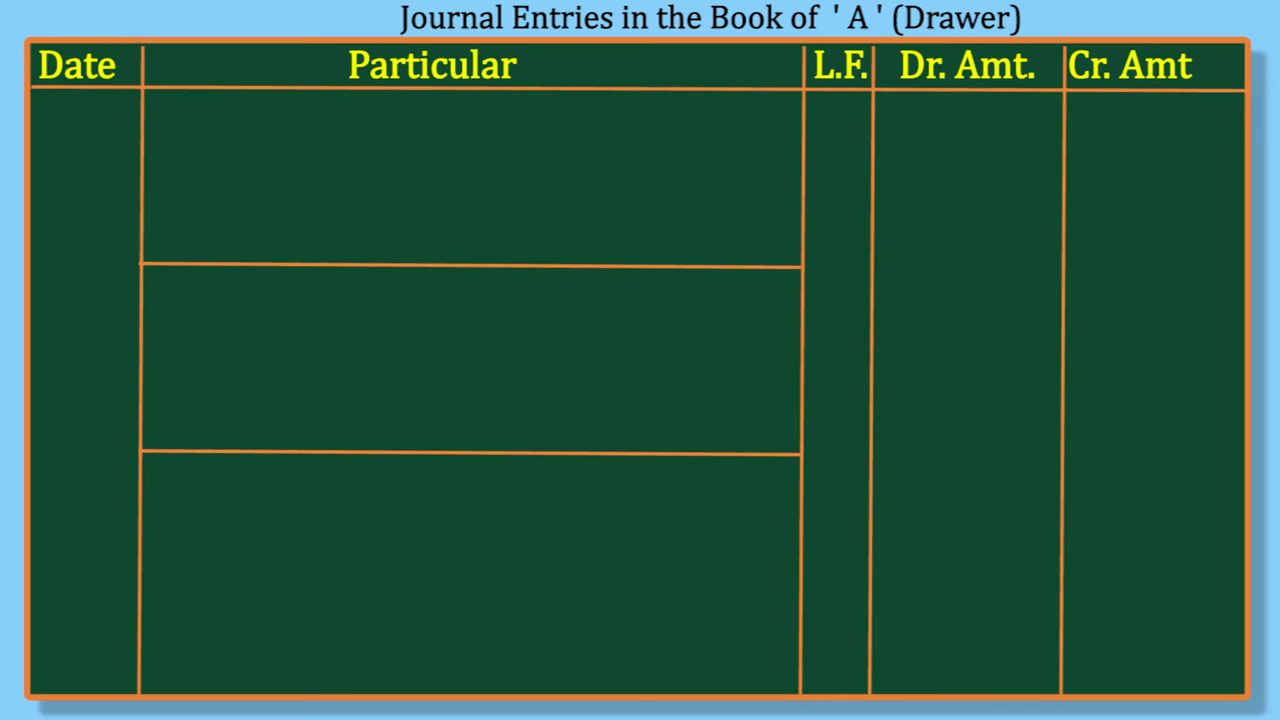 Journal Entries in the Book of ' A ' (Drawer)
Date Particular L.F. Dr. Amt. Cr. Amt